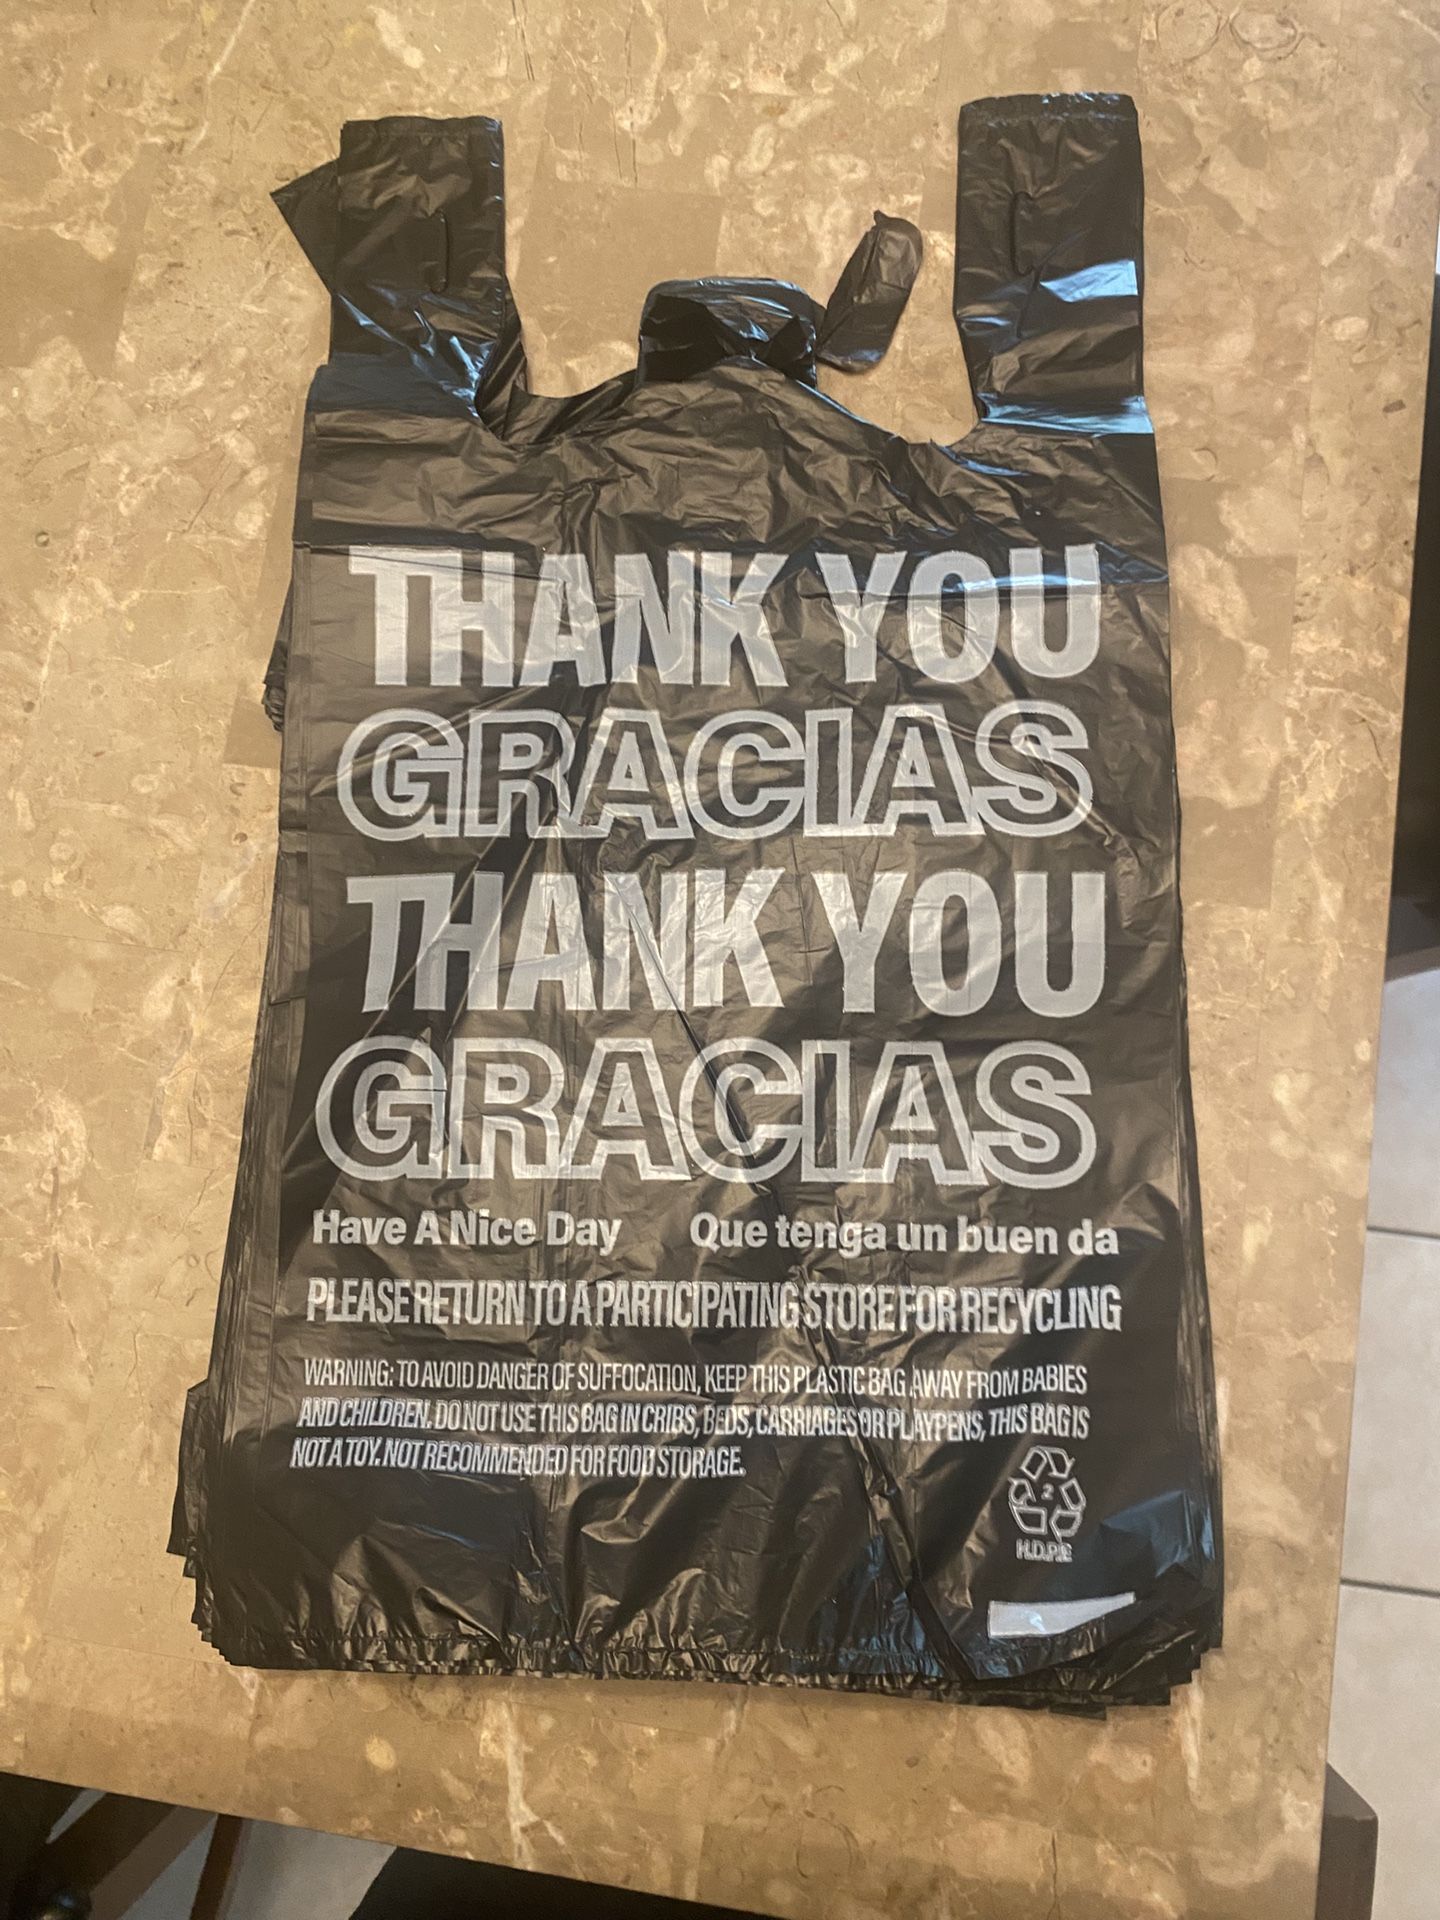 THANK YOU
GRACIAS
THANK YOU
GRACIAS
Have A Nice Day Que tenga un buen da
PLEASE RETURN TO A PARTICIPATING STORE FOR RECYCLING
WARNING: TO AVOID DANGER OF SUFFOCATION, KEEP THIS PLASTIC BAG AWAY FROM BABIES
AND CHILDREN. DO NOT USE THIS BAG IN CRIBS, BEDS, CARRIAGES OR PLAYPENS, THIS BAG IS
NOT A TOY. NOT RECOMMENDED FOR FOOD STORAGE.
2
H.D.P.E